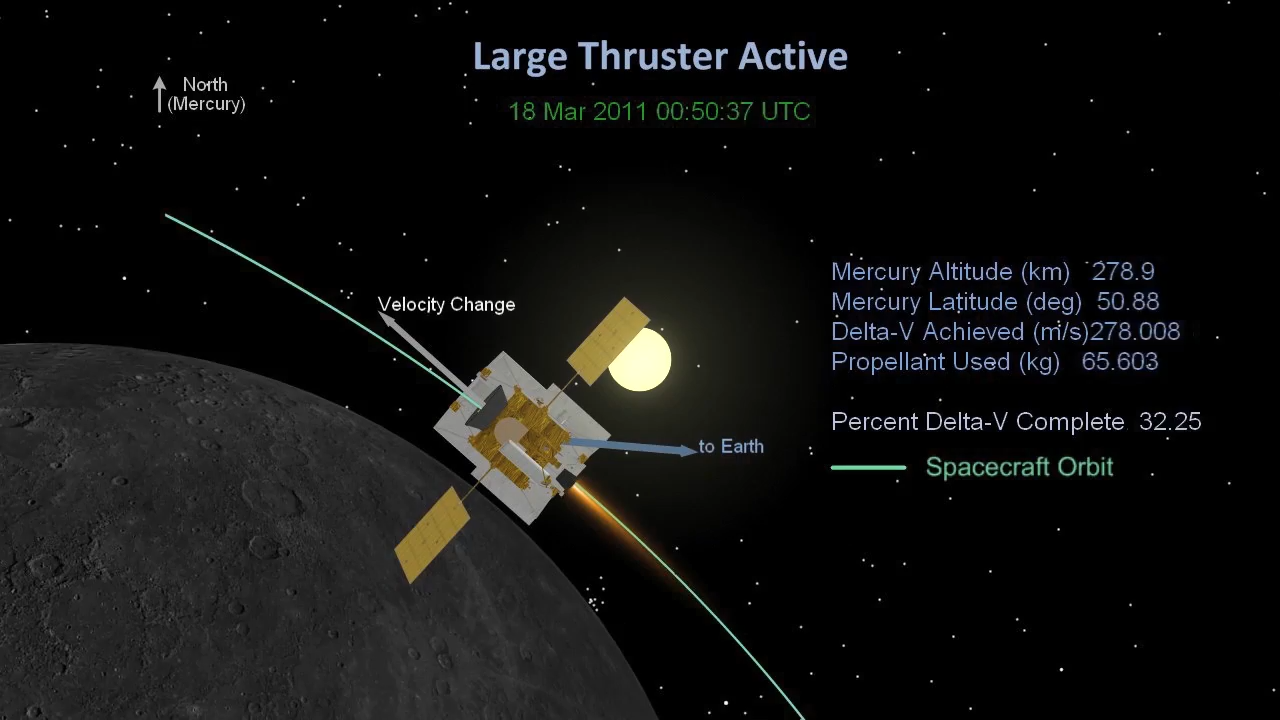 Large Thruster Active
North
(Mercury)
18 Mar 2011 00:50:37 UTC
Mercury Altitude (km) 278.9
Mercury Latitude (deg) 50.88
Delta-V Achieved (m/s)278.008
Propellant Used (kg) 65.603
Velocity Change
Percent Delta-V Complete 32.25
to Earth
Spacecraft Orbit